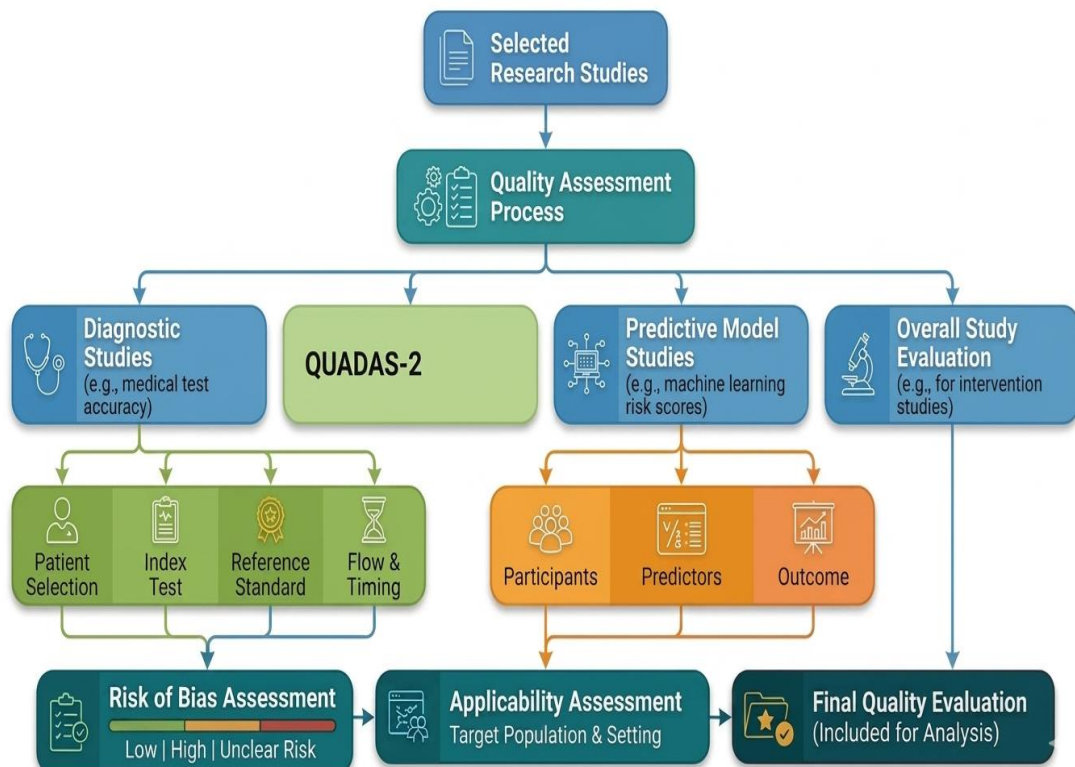 Selected
Research Studies
Quality Assessment
Process
Diagnostic
Studies
(e.g., medical test
accuracy)
QUADAS-2
Predictive Model
Studies
(e.g., machine learning
risk scores)
Overall Study
Evaluation
(e.g., for intervention
studies)
Patient
Selection
Index
Test
Reference
Standard
Flow &
Timing
Participants
Predictors
Outcome
Risk of Bias Assessment
Low | High | Unclear Risk
Applicability Assessment
Target Population & Setting
Final Quality Evaluation
(Included for Analysis)